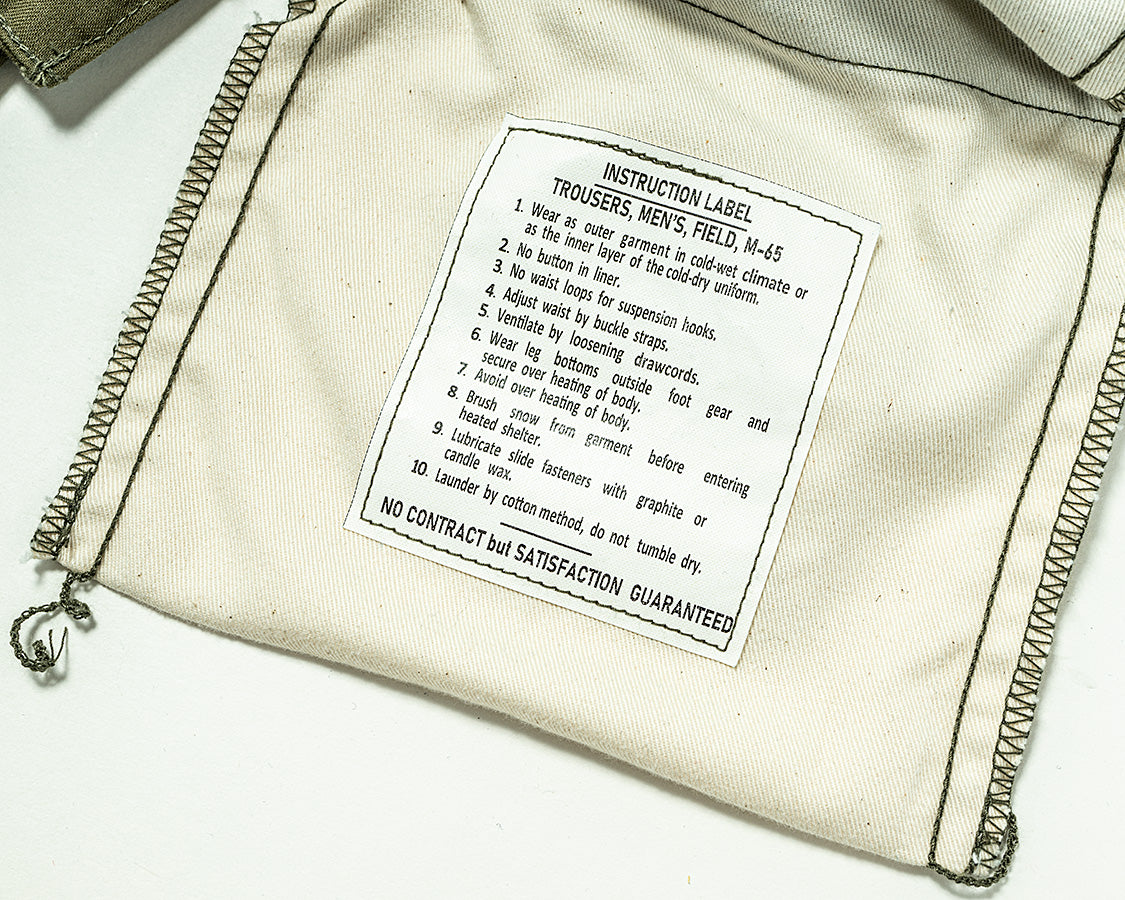 INSTRUCTION LABEL
TROUSERS, MEN'S, FIELD, M-65
1. Wear as outer garment in cold-wet climate or
as the inner layer of the cold-dry uniform.
2. No button in liner.
3. No waist loops for suspension hooks.
4. Adjust waist by buckle straps.
5. Ventilate by loosening drawcords.
6. Wear leg bottoms outside foot gear and
secure over heating of body.
7. Avoid over heating of body.
8. Brush snow from garment before entering
heated shelter.
9. Lubricate slide fasteners with graphite or
candle wax.
10. Launder by cotton method, do not tumble dry.
NO CONTRACT but SATISFACTION GUARANTEED